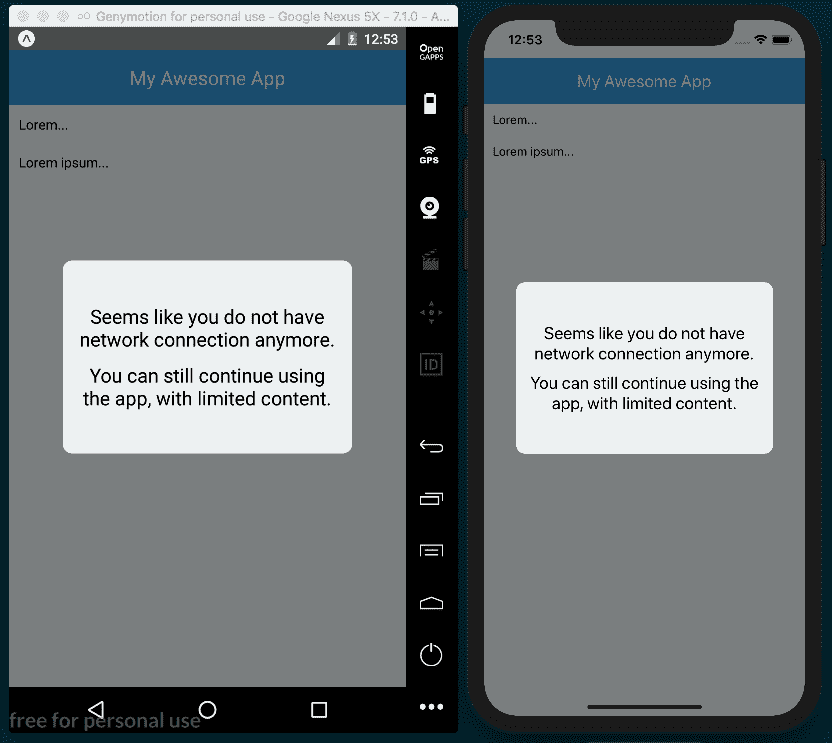 Genymotion for personal use - Google Nexus 5X - 7.1.0 - A...
12:53
My Awesome App
Lorem...
Lorem ipsum...
Seems like you do not have
network connection anymore.
You can still continue using
the app, with limited content.
free for personal use
Open
GAPPS
GPS
ID
12:53
My Awesome App
Lorem...
Lorem ipsum...
Seems like you do not have
network connection anymore.
You can still continue using the
app, with limited content.